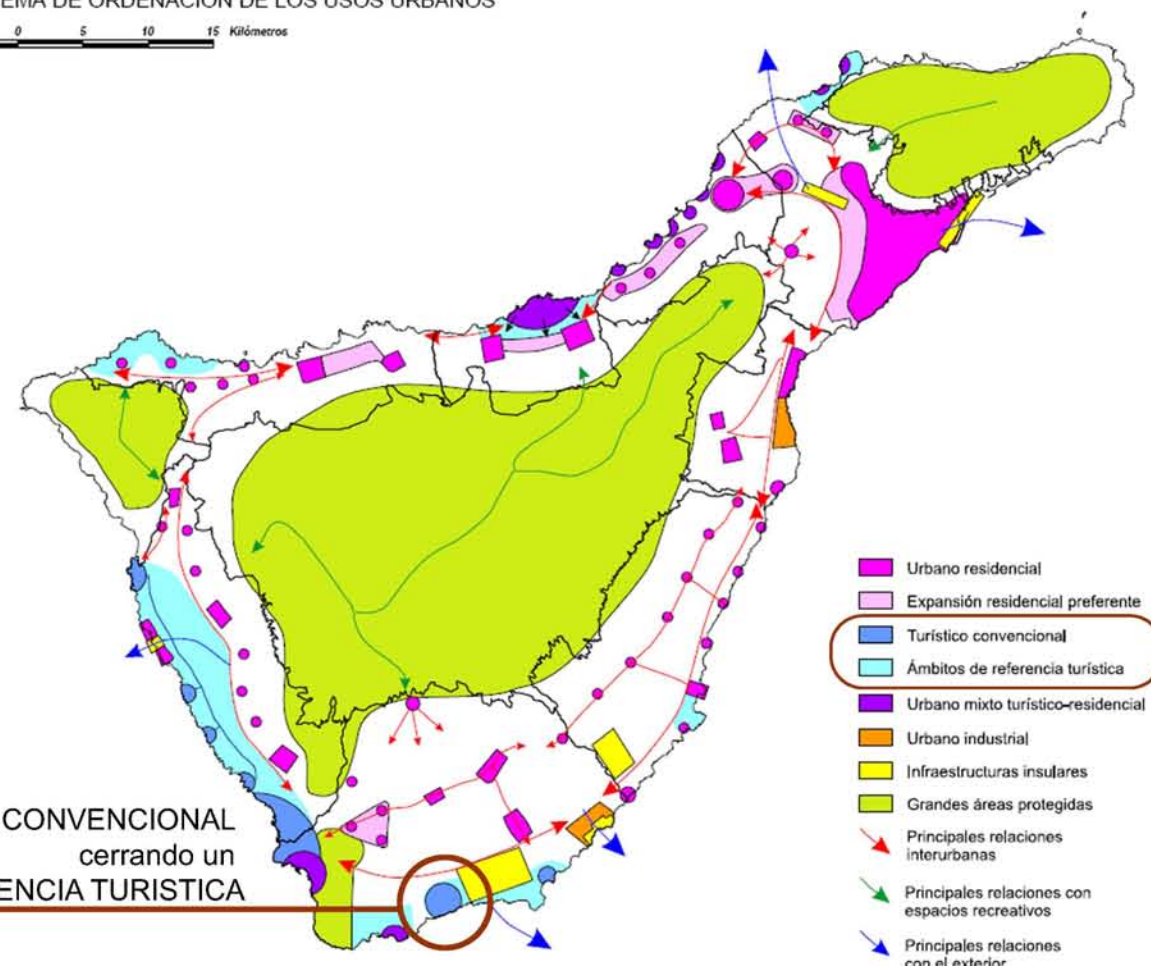 EMA DE ORDENACIÓN DE LOS USOS URBANOS
0 5 10 15 Kilómetros
Urbano residencial
Expansión residencial preferente
Turístico convencional
Ámbitos de referencia turística
Urbano mixto turístico-residencial
Urbano industrial
Infraestructuras insulares
Grandes áreas protegidas
Principales relaciones
interurbanas
Principales relaciones con
espacios recreativos
Principales relaciones
con el exterior
CONVENCIONAL
cerrando un
ENCIA TURISTICA